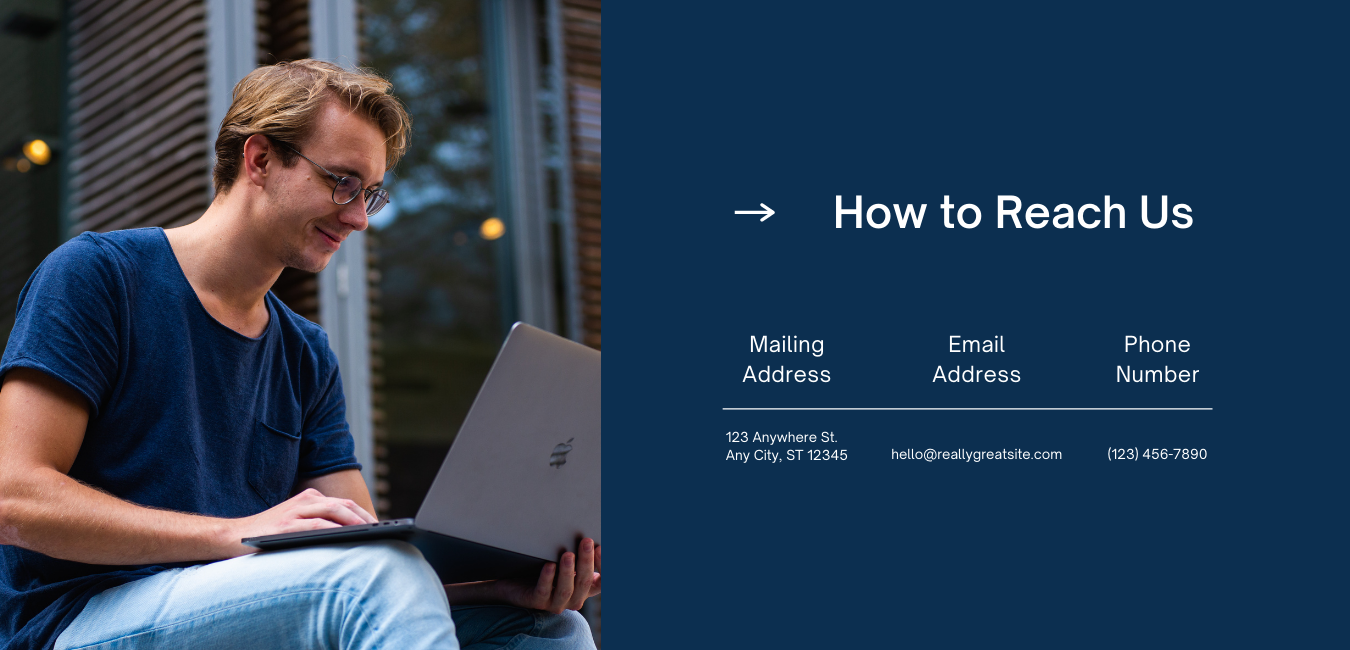 How to Reach Us
Mailing
Address
Email
Address
Phone
Number
123 Anywhere St.
Any City, ST 12345
hello@reallygreatsite.com
(123) 456-7890